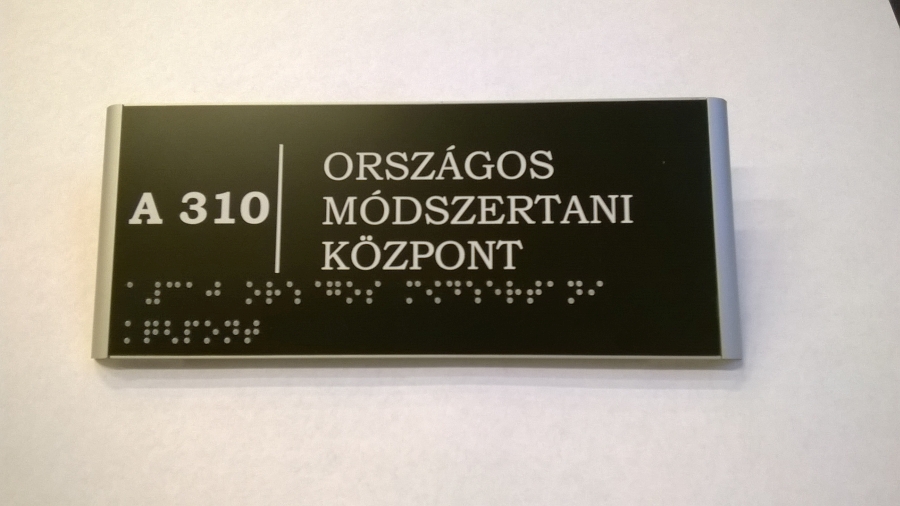 A 310
ORSZÁGOS
MÓDSZERTANI
KÖZPONT